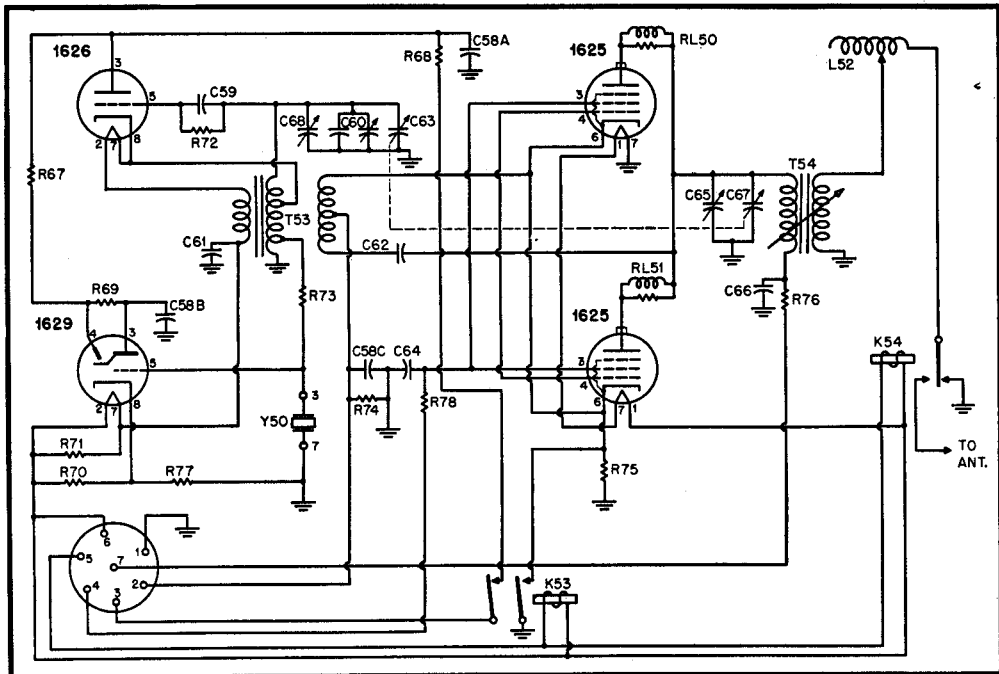 1626
3
5
2
7
8
C59
R72
R67
C68
C60
C63
R68
C58A
1625
RL50
3
4
6
1
7
L52
T53
C61
C62
C65
C67
T54
R69
C58B
1629
4
3
5
2
7
8
R73
3
Y50
7
C58C
C64
R74
R78
RL51
1625
3
4
6
7
1
R75
C66
R76
K54
TO
ANT.
R71
R70
R77
6
5
1
7
4
2
3
K53